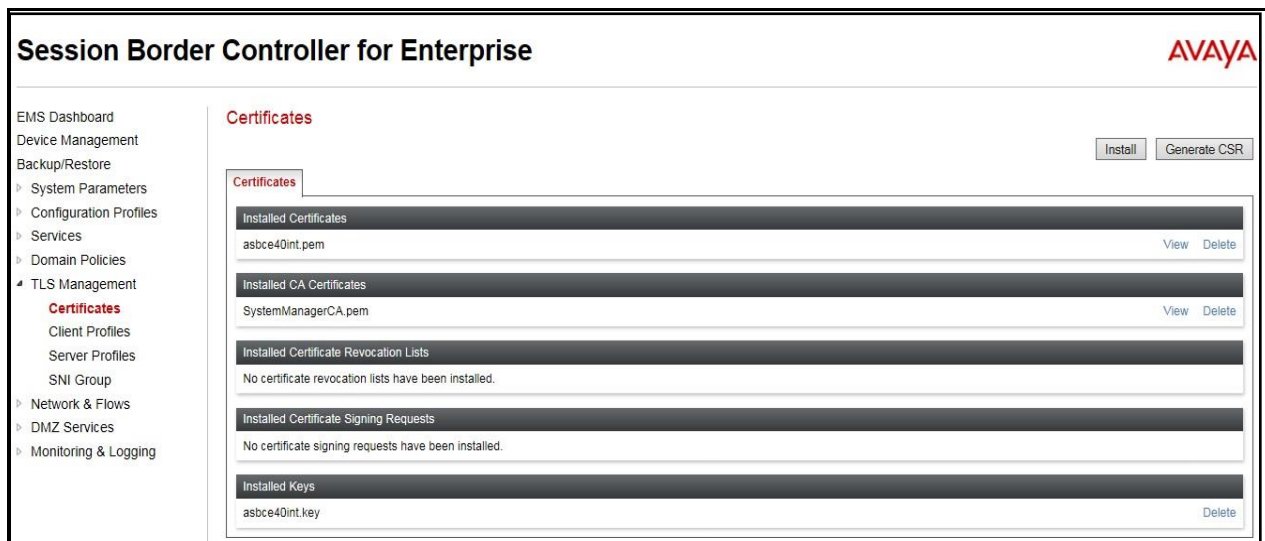 Session Border Controller for Enterprise
AVAYA
EMS Dashboard
Device Management
Backup/Restore
System Parameters
Configuration Profiles
Services
Domain Policies
TLS Management
Certificates
Client Profiles
Server Profiles
SNI Group
Network & Flows
DMZ Services
Monitoring & Logging
Certificates
Install Generate CSR
Certificates
Installed Certificates
asbce40int.pem View Delete
Installed CA Certificates
SystemManagerCA.pem View Delete
Installed Certificate Revocation Lists
No certificate revocation lists have been installed.
Installed Certificate Signing Requests
No certificate signing requests have been installed.
Installed Keys
asbce40int.key Delete